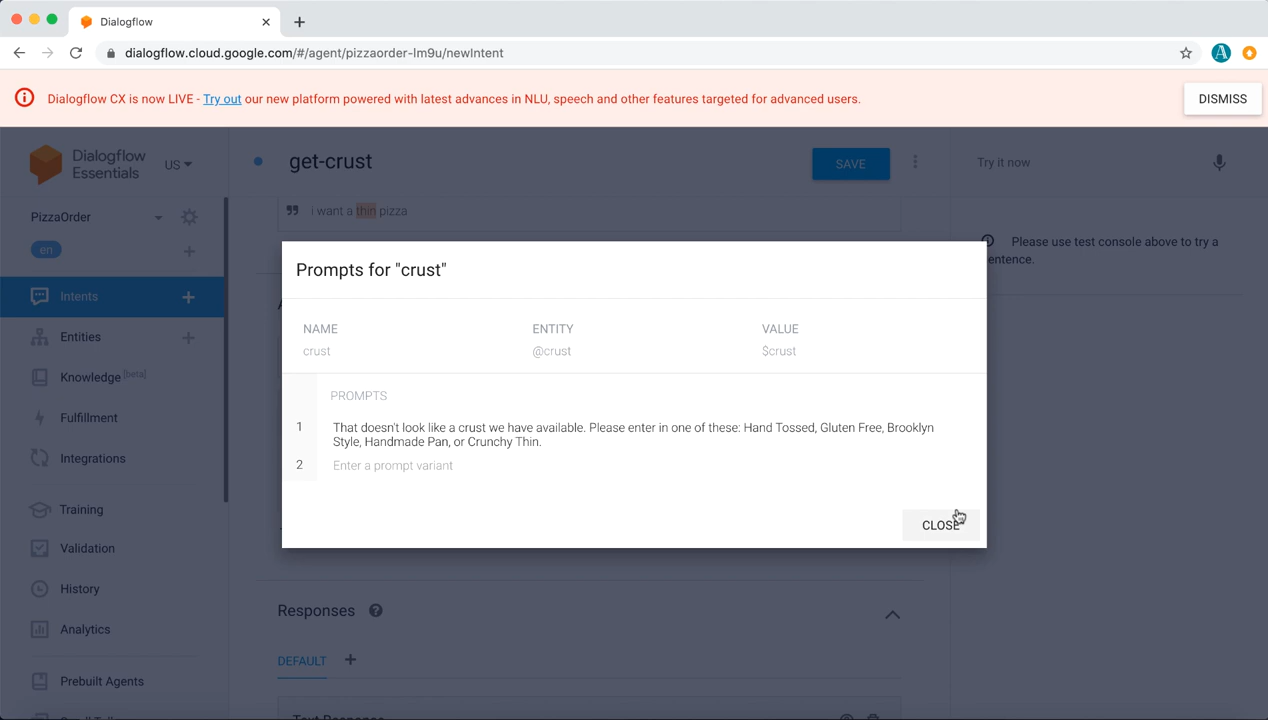 Dialogflow
dialogflow.cloud.google.com/#/agent/pizzaorder-lm9u/newIntent
Dialogflow CX is now LIVE - Try out our new platform powered with latest advances in NLU, speech and other features targeted for advanced users.
DISMISS
Dialogflow
Essentials
US
get-crust
SAVE
Try it now
PizzaOrder
en
i want a thin pizza
Please use test console above to try a
entence.
Prompts for "crust"
NAME
ENTITY
VALUE
crust
@crust
$crust
PROMPTS
1
That doesn't look like a crust we have available. Please enter in one of these: Hand Tossed, Gluten Free, Brooklyn
Style, Handmade Pan, or Crunchy Thin.
2
Enter a prompt variant
CLOSE
Intents
Entities
Knowledge [beta]
Fulfillment
Integrations
Training
Validation
History
Analytics
Prebuilt Agents
Responses
DEFAULT
Text Response